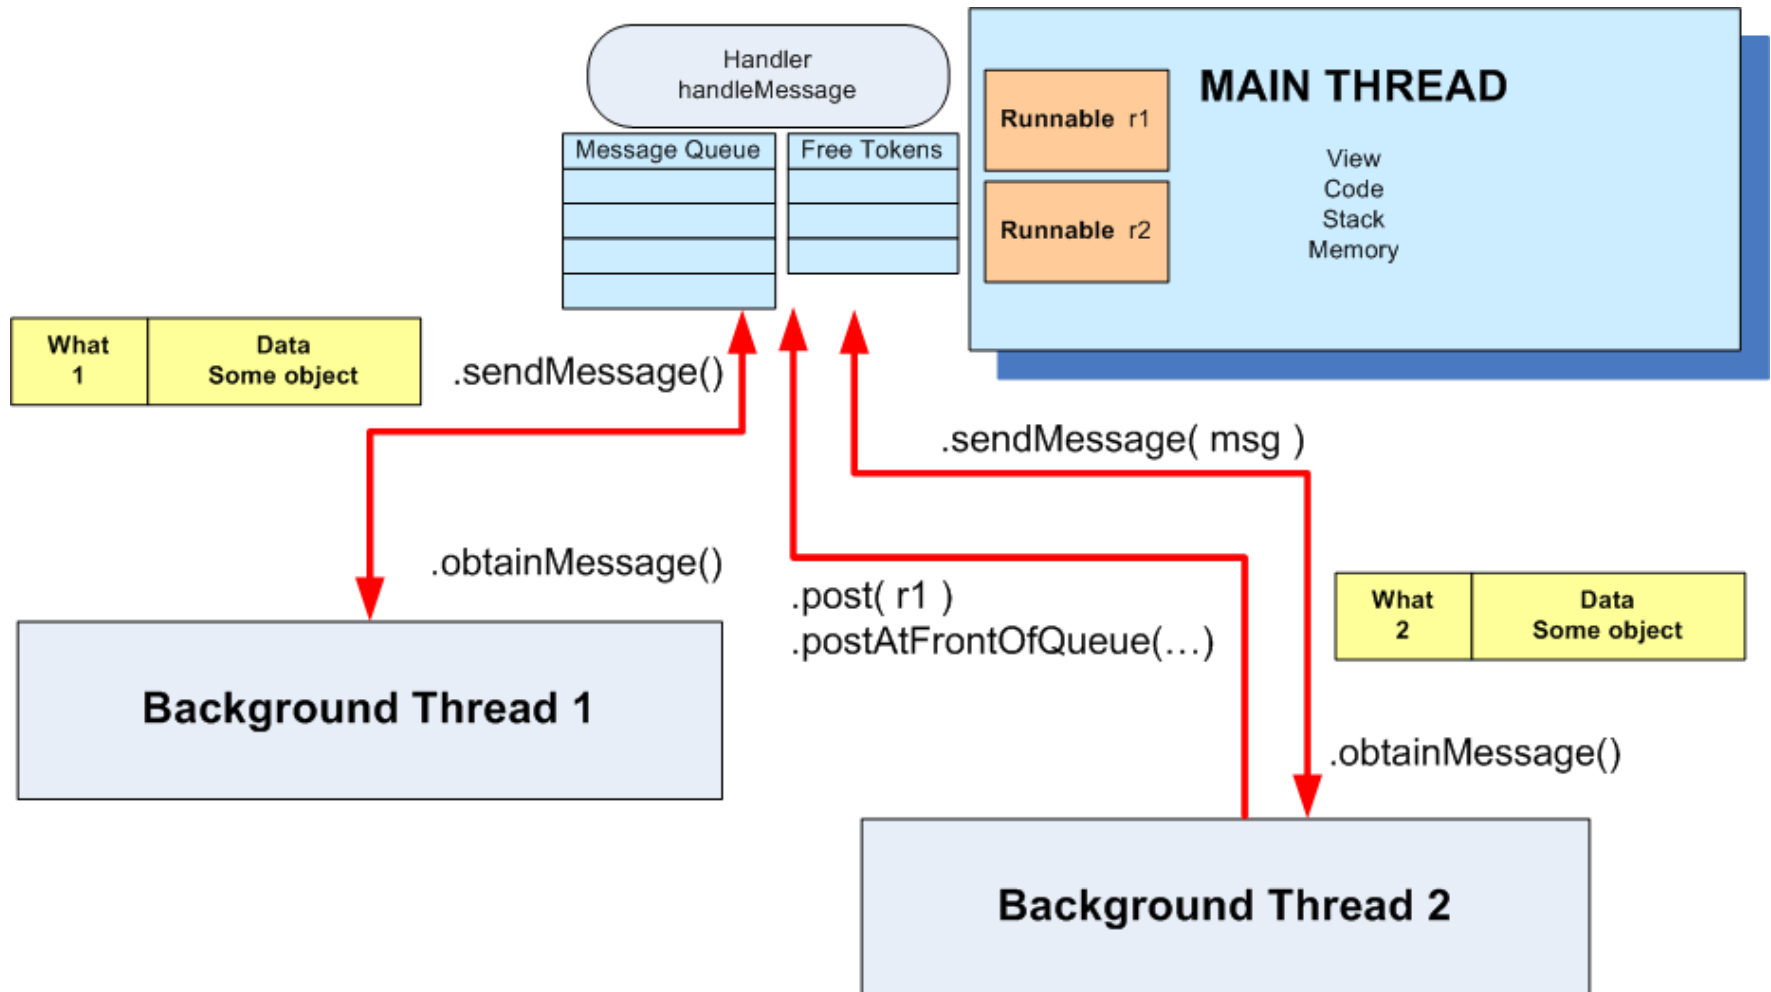 Handler
handleMessage
Message Queue
Free Tokens
Runnable r1
Runnable r2
MAIN THREAD
View
Code
Stack
Memory
What
1
Data
Some object
.sendMessage()
.obtainMessage()
Background Thread 1
.sendMessage( msg )
.post( r1 )
.postAtFrontOfQueue(…)
What
2
Data
Some object
.obtainMessage()
Background Thread 2